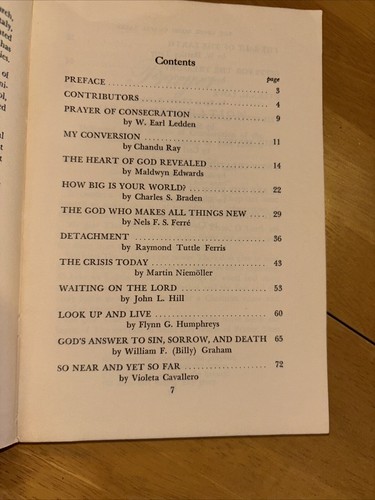 Contents
page
PREFACE 3
CONTRIBUTORS 4
PRAYER OF CONSECRATION 9
by W. Earl Ledden
MY CONVERSION 11
by Chandu Ray
THE HEART OF GOD REVEALED 14
by Maldwyn Edwards
HOW BIG IS YOUR WORLD? 22
by Charles S. Braden
THE GOD WHO MAKES ALL THINGS NEW 29
by Nels F. S. Ferré
DETACHMENT 36
by Raymond Tuttle Ferris
THE CRISIS TODAY 43
by Martin Niemöller
WAITING ON THE LORD 53
by John L. Hill
LOOK UP AND LIVE 60
by Flynn G. Humphreys
GOD'S ANSWER TO SIN, SORROW, AND DEATH 65
by William F. (Billy) Graham
SO NEAR AND YET SO FAR 72
by Violeta Cavallero
7